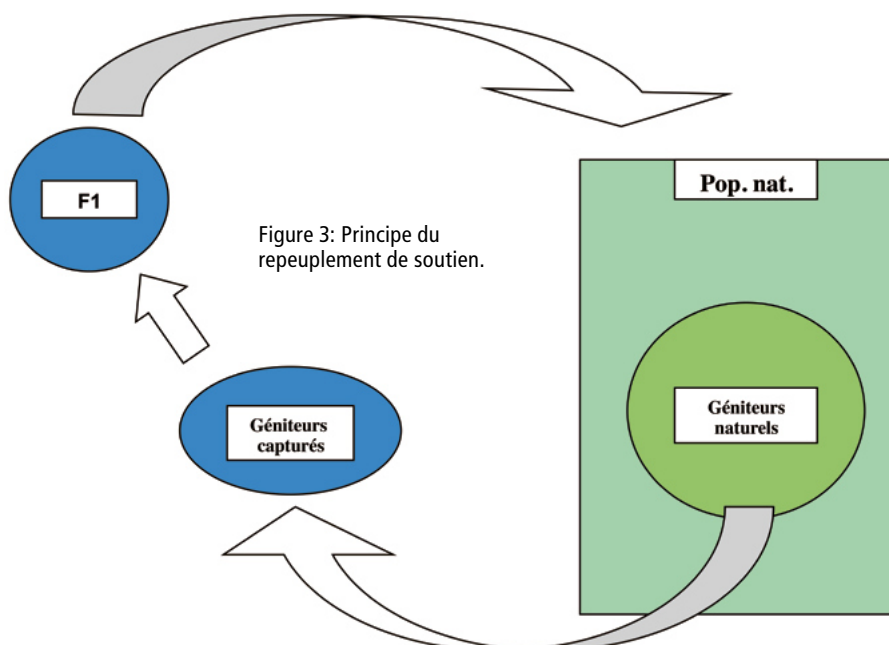 F1
Pop. nat.
Figure 3: Principe du
repeuplement de soutien.
Géniteurs
capturés
Géniteurs
naturels